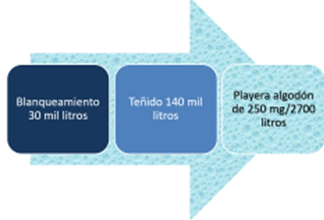 Blanqueamiento
30 mil litros
Teñido 140 mil
litros
Playera algodón
de 250 mg/2700
litros